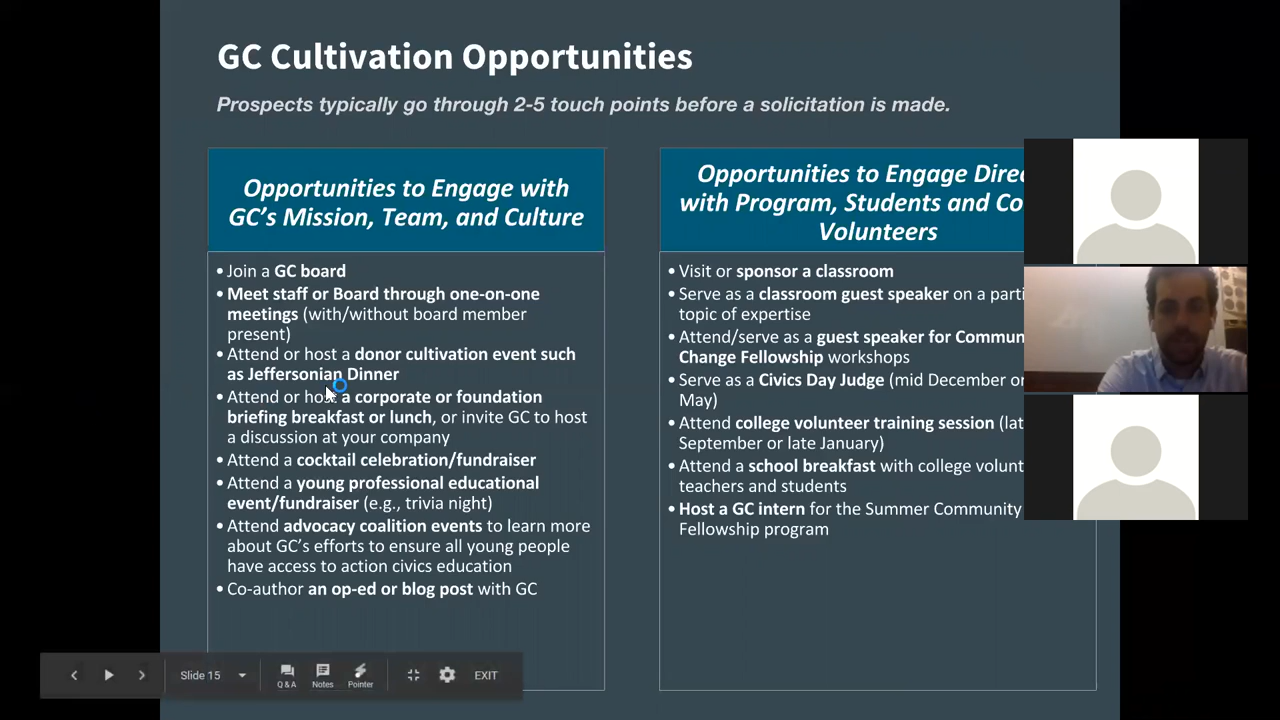 GC Cultivation Opportunities
Prospects typically go through 2-5 touch points before a solicitation is made.
Opportunities to Engage with
GC's Mission, Team, and Culture
• Join a GC board
• Meet staff or Board through one-on-one
meetings (with/without board member
present)
• Attend or host a donor cultivation event such
as Jeffersonian Dinner
• Attend or host a corporate or foundation
briefing breakfast or lunch, or invite GC to host
a discussion at your company
• Attend a cocktail celebration/fundraiser
• Attend a young professional educational
event/fundraiser (e.g., trivia night)
• Attend advocacy coalition events to learn more
about GC's efforts to ensure all young people
have access to action civics education
• Co-author an op-ed or blog post with GC
Opportunities to Engage
with Program, Students and
Volunteers
• Visit or sponsor a classroom
• Serve as a classroom guest speaker on a
topic of expertise
• Attend/serve as a guest speaker for
Change Fellowship workshops
• Serve as a Civics Day Judge (mid December or
May)
• Attend college volunteer training session
September or late January)
• Attend a school breakfast with college
teachers and students
• Host a GC intern for the Summer Community
Fellowship program
Slide 15
Q & A
Notes
Pointer
EXIT